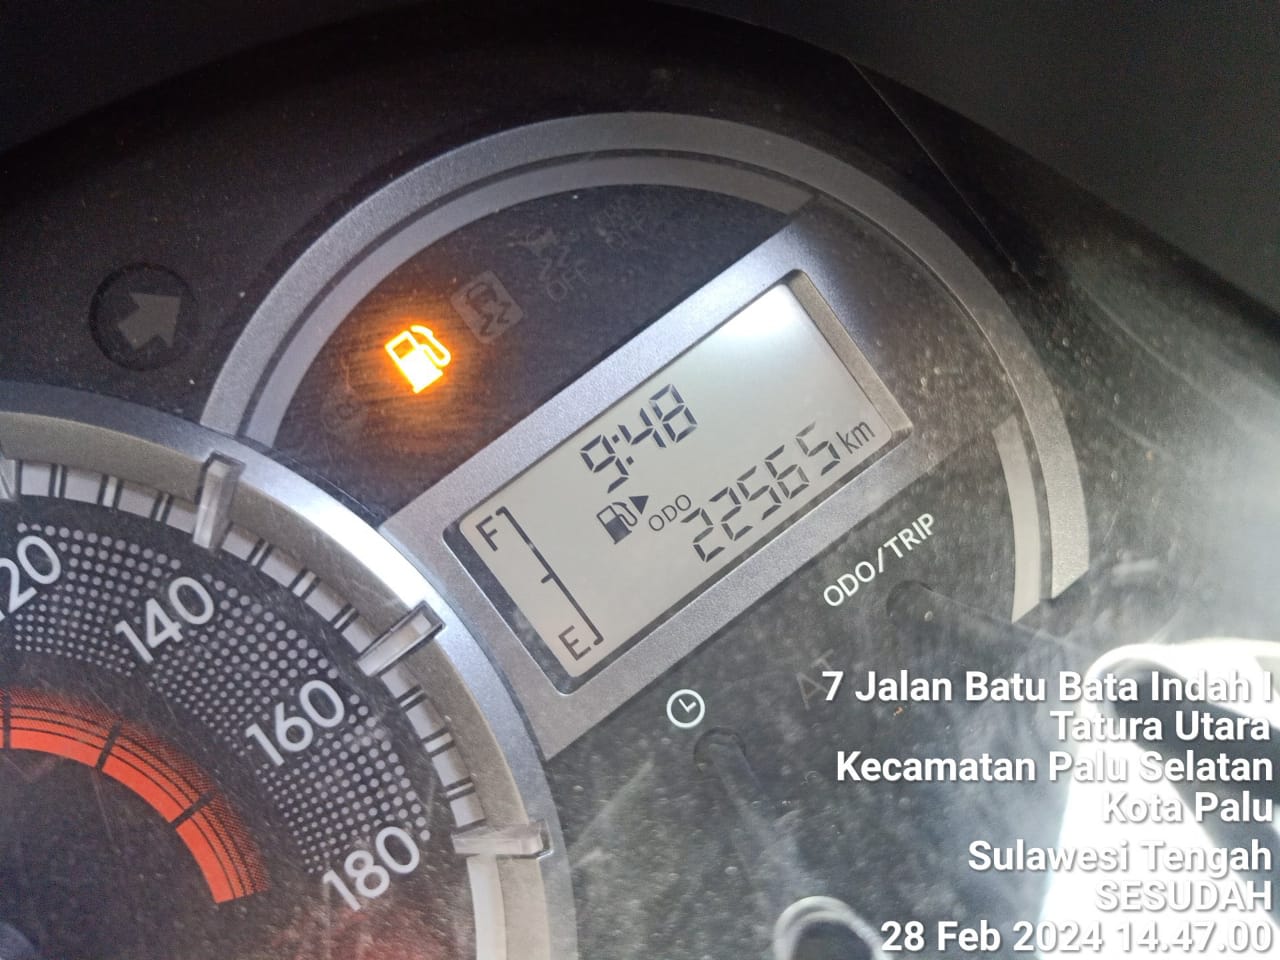 OFF
9:48
F
ODO 22565 km
E
ODO/TRIP
120
140
160
180
7 Jalan Batu Bata Indah I
Tatura Utara
Kecamatan Palu Selatan
Kota Palu
Sulawesi Tengah
SESUDAH
28 Feb 2024 14.47.00